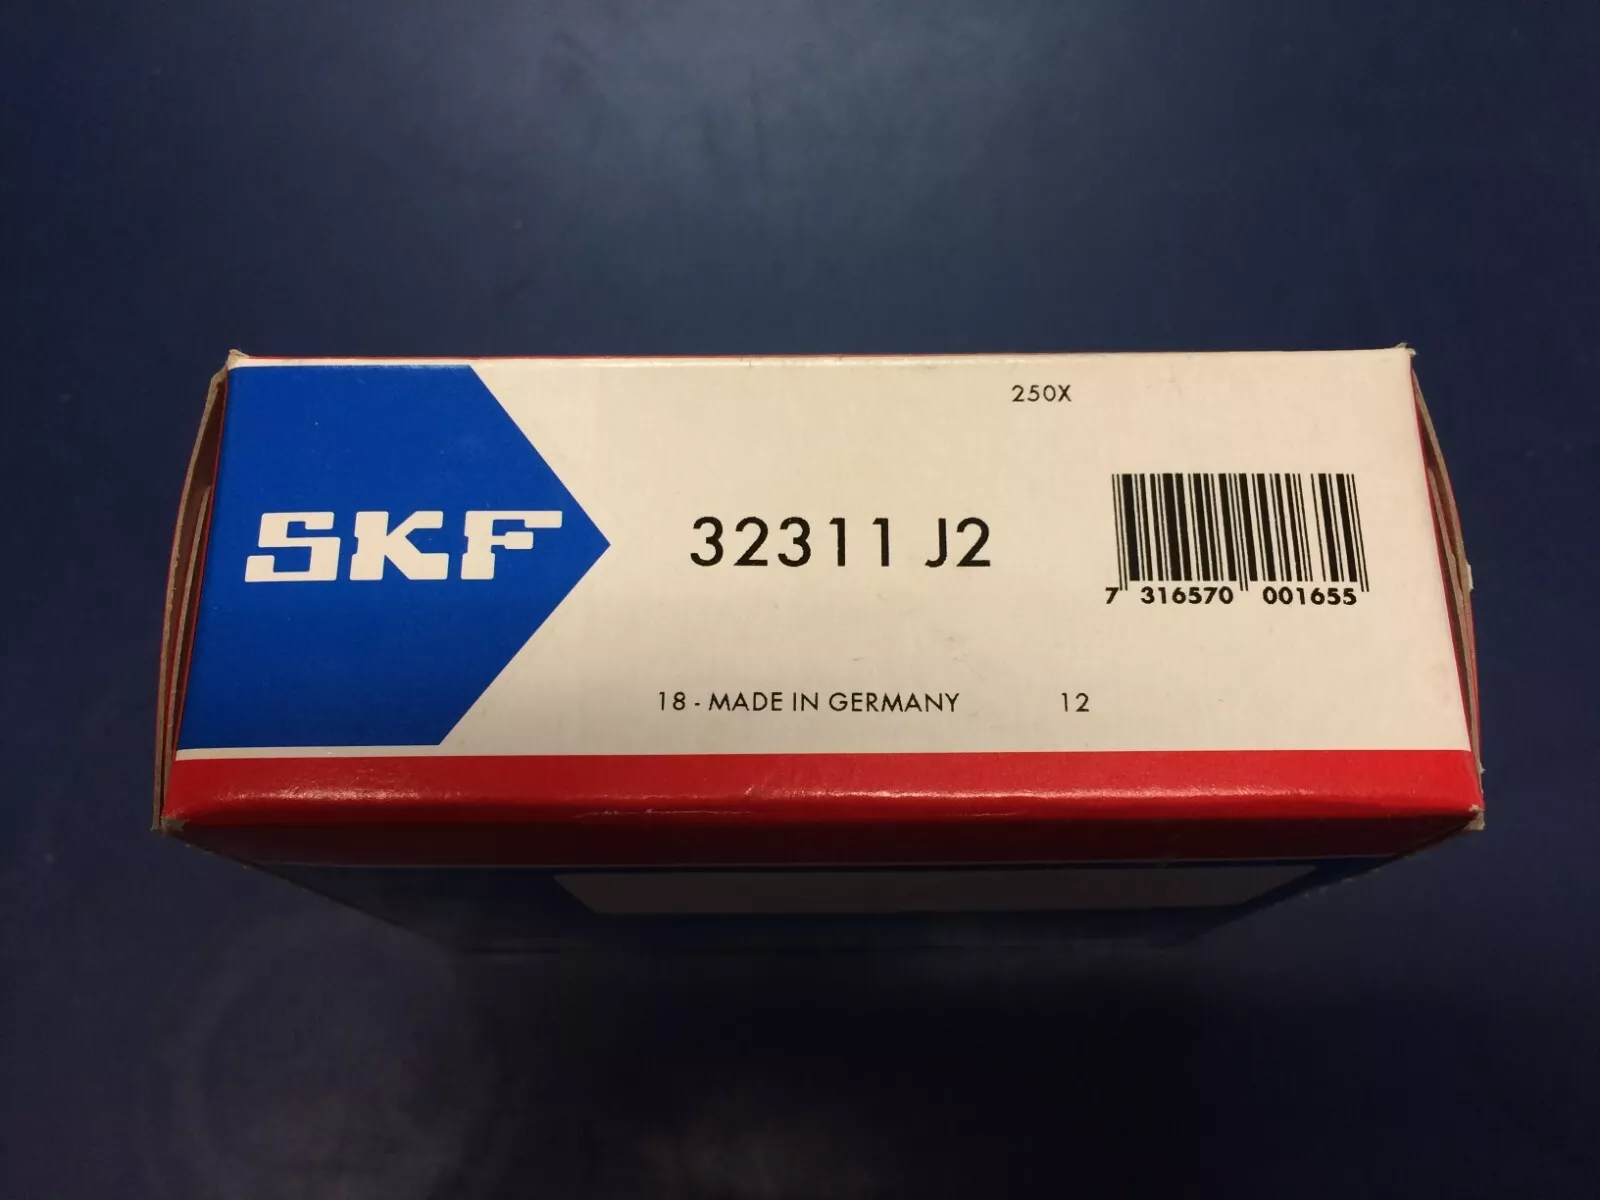 250X
SKF
32311 J2
7 316570 001655
18 - MADE IN GERMANY 12